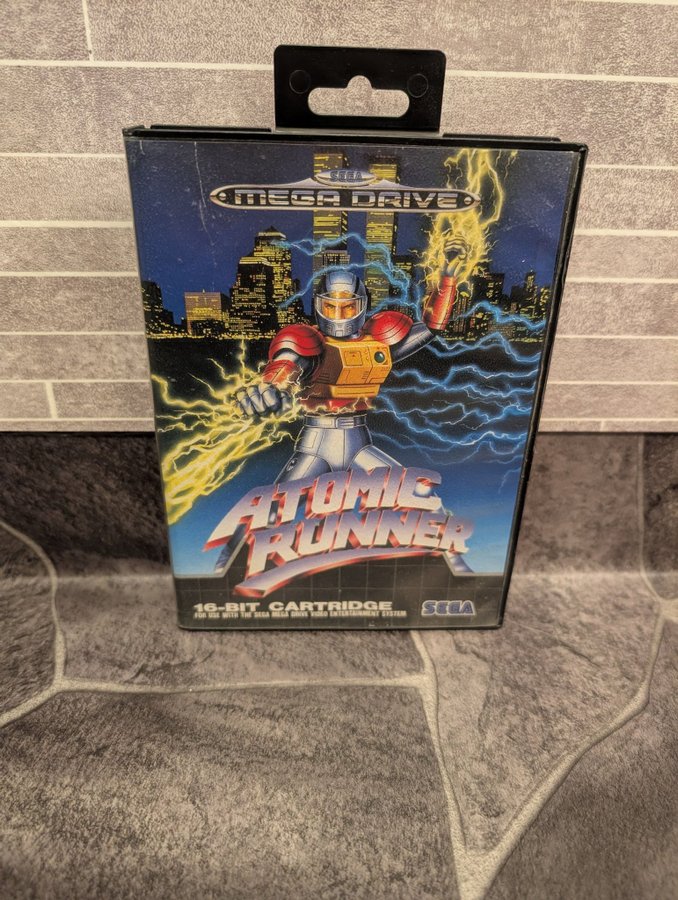 SEGA
MEGA DRIVE
ATOMIC
RUNNER
16-BIT CARTRIDGE
FOR USE WITH THE SEGA MEGA DRIVE VIDEO ENTERTAINMENT SYSTEM
SEGA